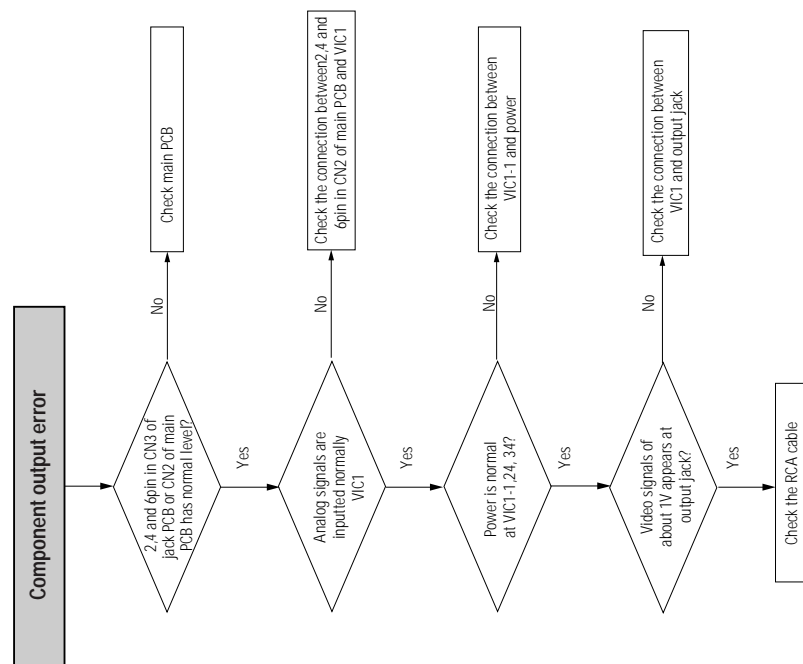 Component output error
2,4 and 6pin in CN3 of
jack PCB or CN2 of main
PCB has normal level?
No
Check main PCB
Yes
Analog signals are
inputted normally
VIC1
No
Check the connection between2,4 and
6pin in CN2 of main PCB and VIC1
Yes
Power is normal
at VIC1-1,24, 34?
No
Check the connection between
VIC1-1 and power
Yes
Video signals of
about 1V appears at
output jack?
No
Check the connection between
VIC1 and output jack
Yes
Check the RCA cable